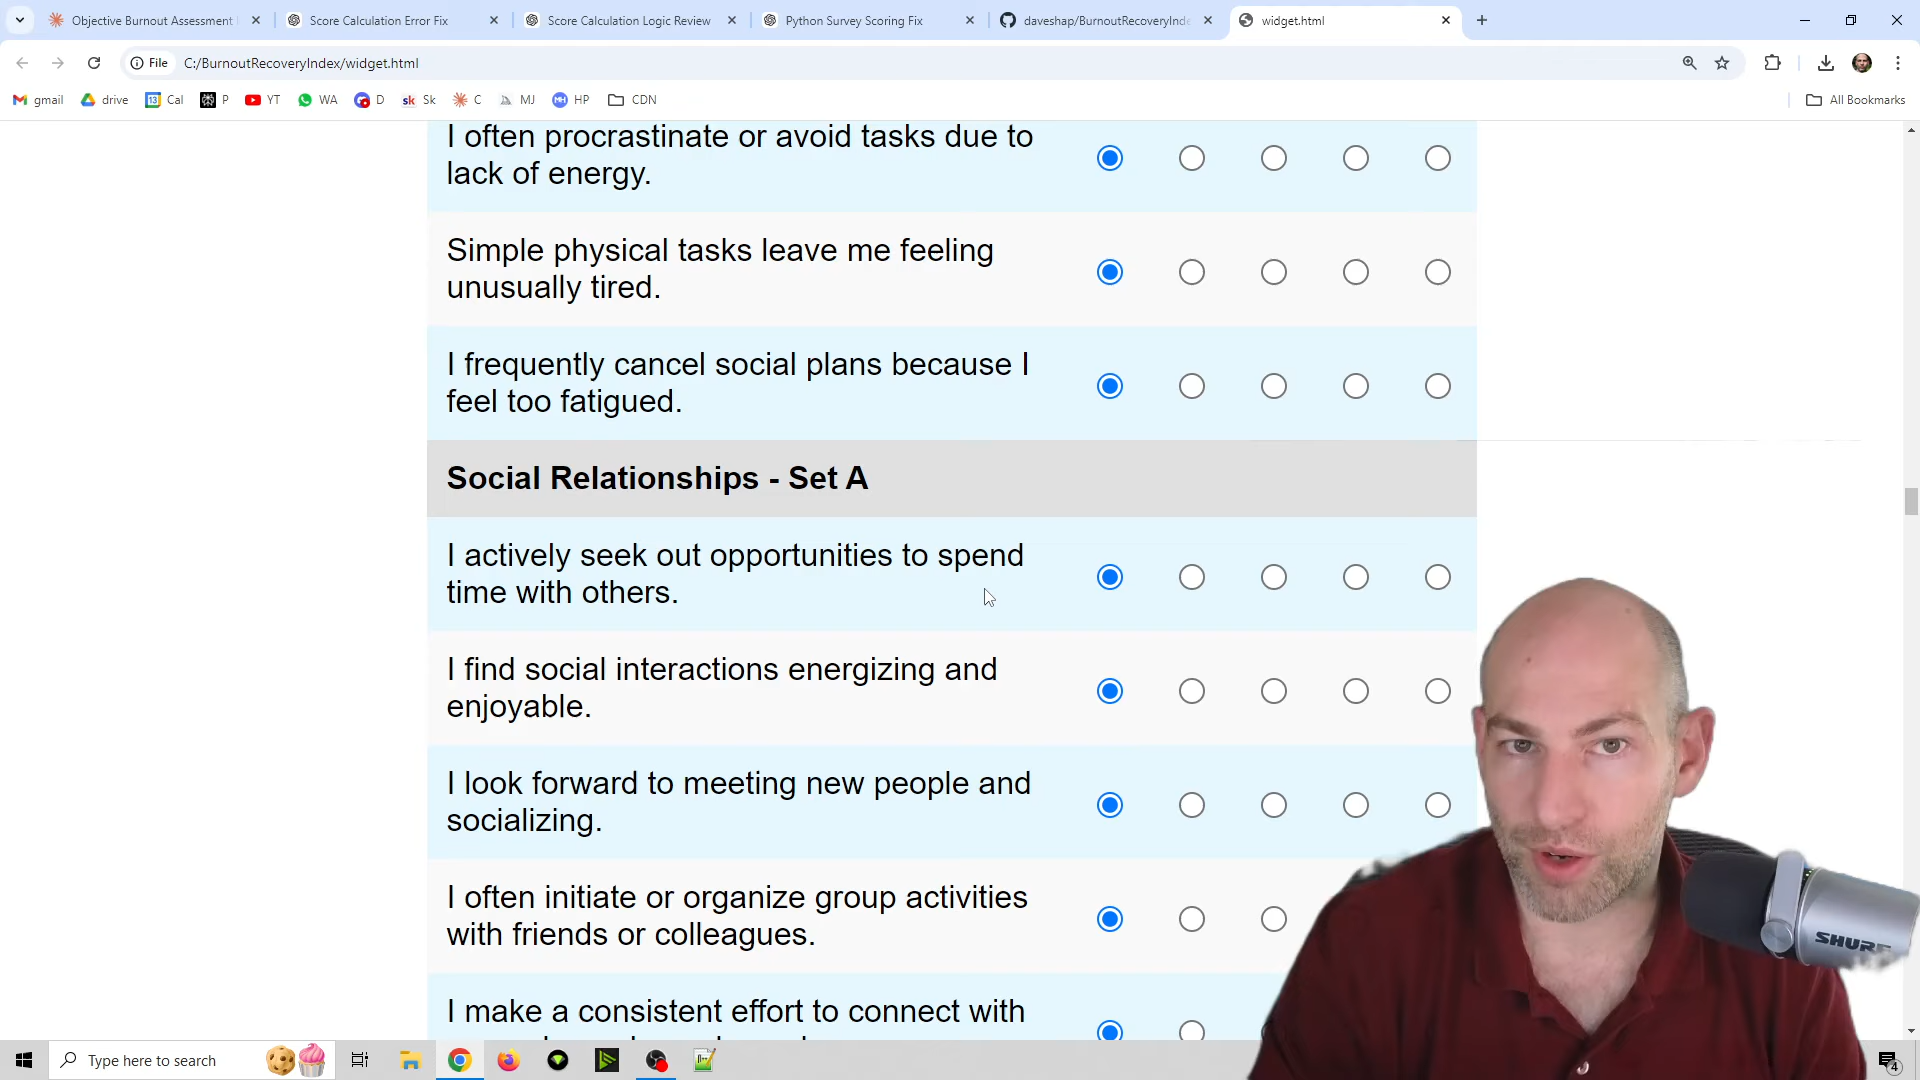 Objective Burnout Assessment
Score Calculation Error Fix
Score Calculation Logic Review
Python Survey Scoring Fix
daveshap/BurnoutRecoveryInde
widget.html
File
C:/BurnoutRecoveryIndex/widget.html
gmail
drive
13
Cal
P
YT
WA
D
sk
Sk
C
MJ
MH
HP
CDN
All Bookmarks
I often procrastinate or avoid tasks due to
lack of energy.
Simple physical tasks leave me feeling
unusually tired.
I frequently cancel social plans because I
feel too fatigued.
Social Relationships - Set A
I actively seek out opportunities to spend
time with others.
I find social interactions energizing and
enjoyable.
I look forward to meeting new people and
socializing.
I often initiate or organize group activities
with friends or colleagues.
I make a consistent effort to connect with
SHURE
Type here to search
4